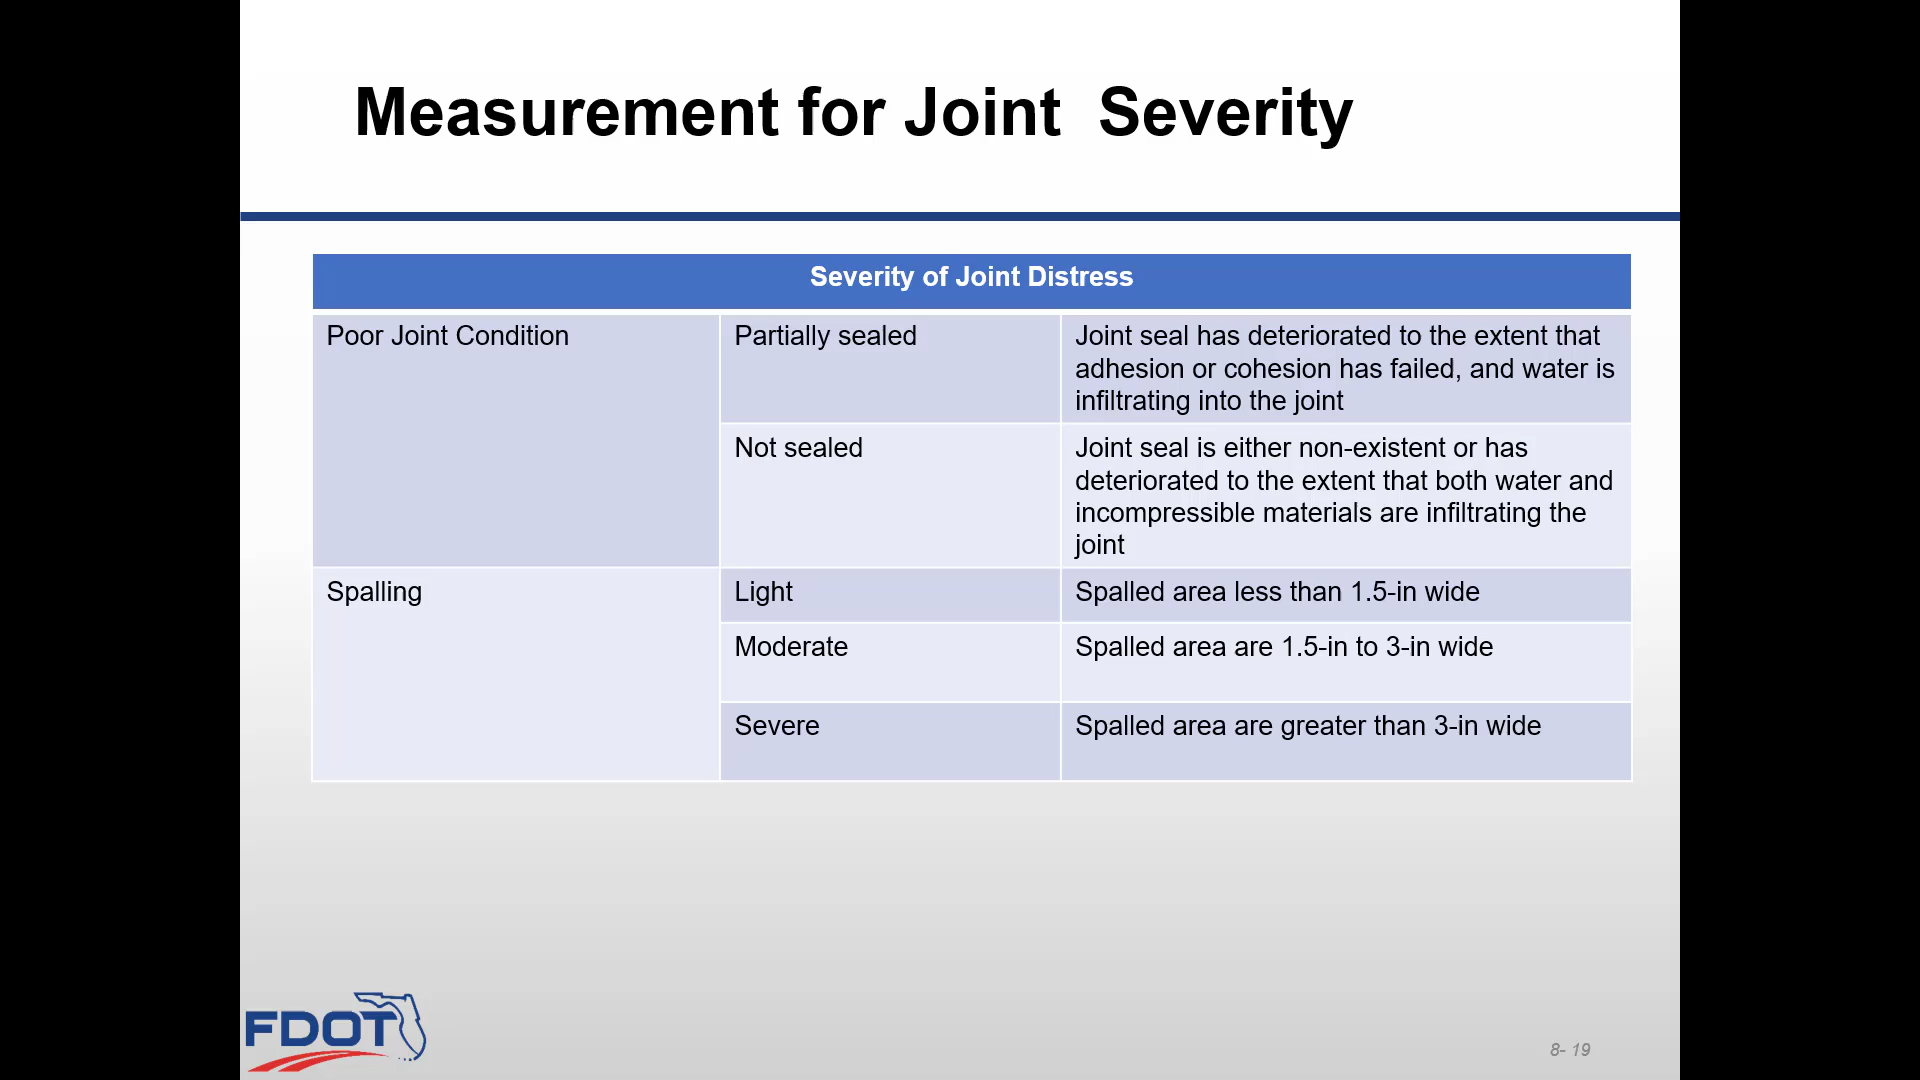 Measurement for Joint  Severity
Severity of Joint Distress
Poor Joint Condition
Partially sealed
Joint seal has deteriorated to the extent that
adhesion or cohesion has failed, and water is
infiltrating into the joint
Not sealed
Joint seal is either non-existent or has
deteriorated to the extent that both water and
incompressible materials are infiltrating the
joint
Spalling
Light
Spalled area less than 1.5-in wide
Moderate
Spalled area are 1.5-in to 3-in wide
Severe
Spalled area are greater than 3-in wide
FDOT
8- 19